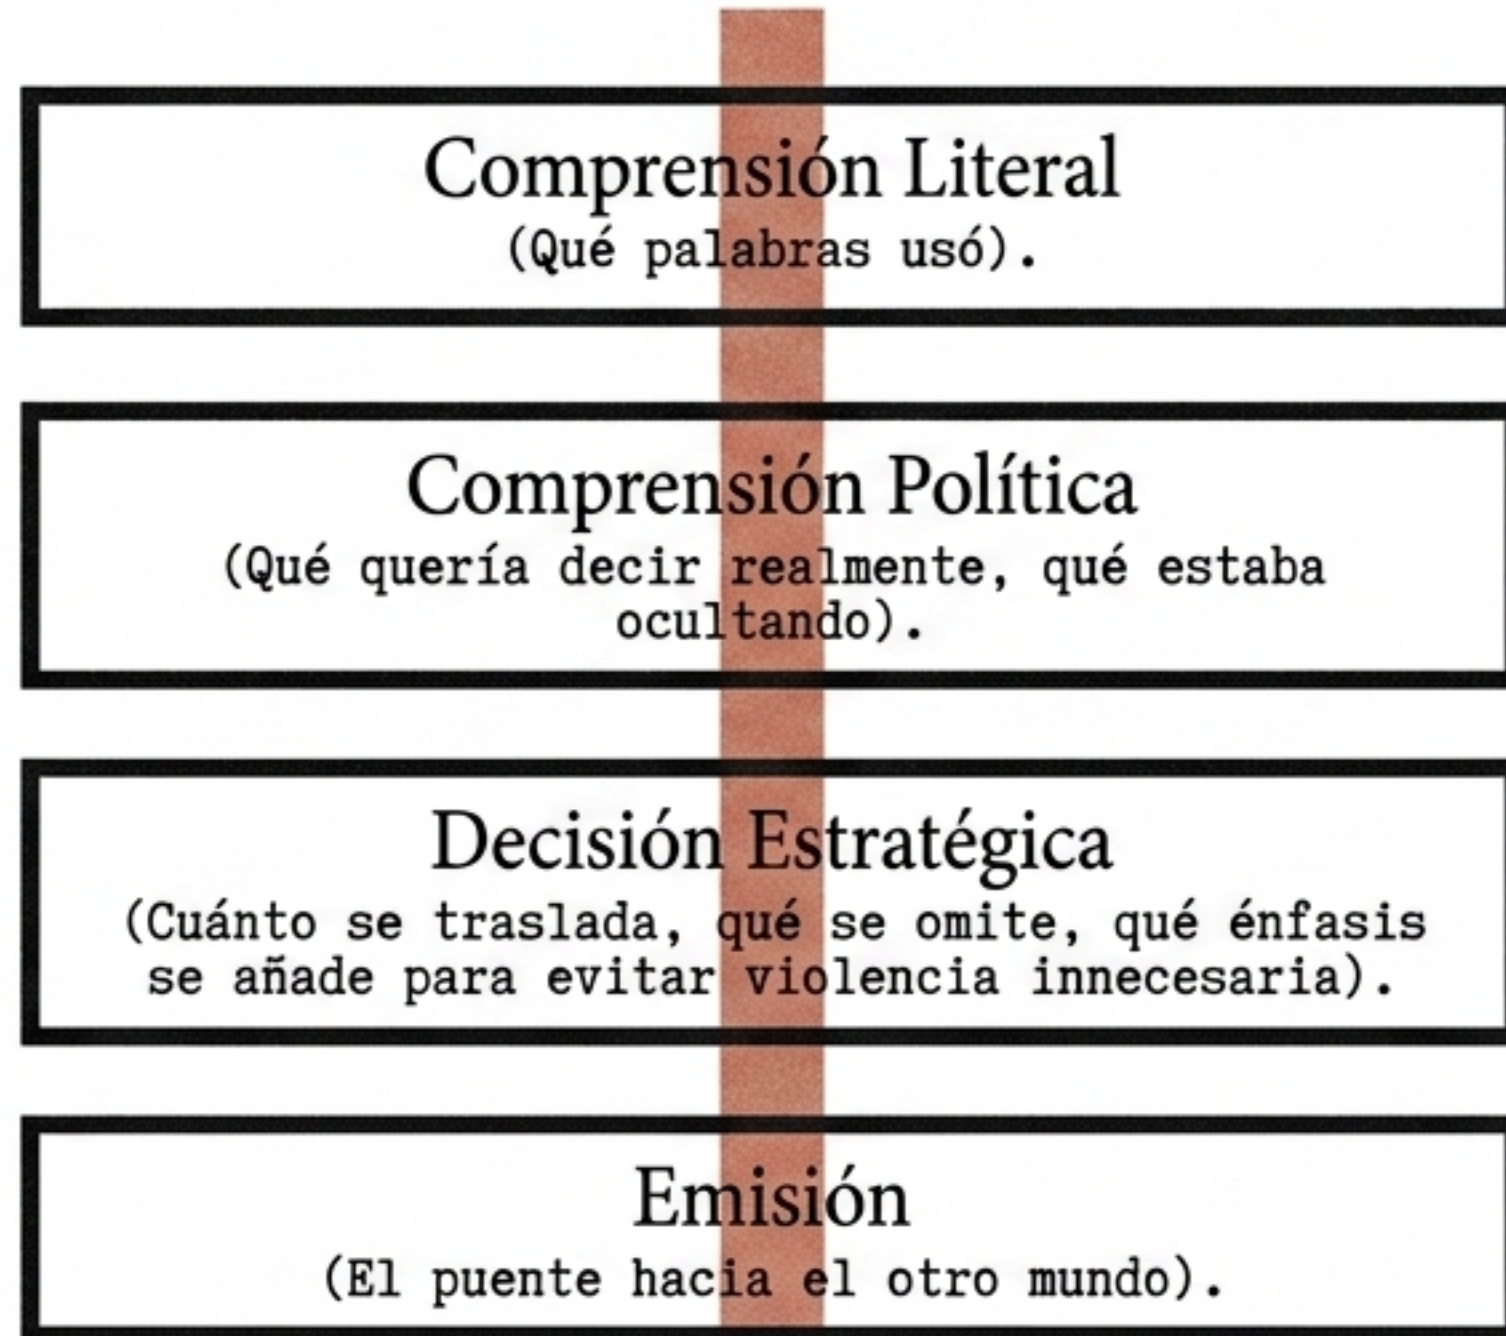 Comprensión Literal
(Qué palabras usó).
Comprensión Política
(Qué quería decir realmente, qué estaba
ocultando).
Decisión Estratégica
(Cuánto se traslada, qué se omite, qué énfasis
se añade para evitar violencia innecesaria).
Emisión
(El puente hacia el otro mundo).